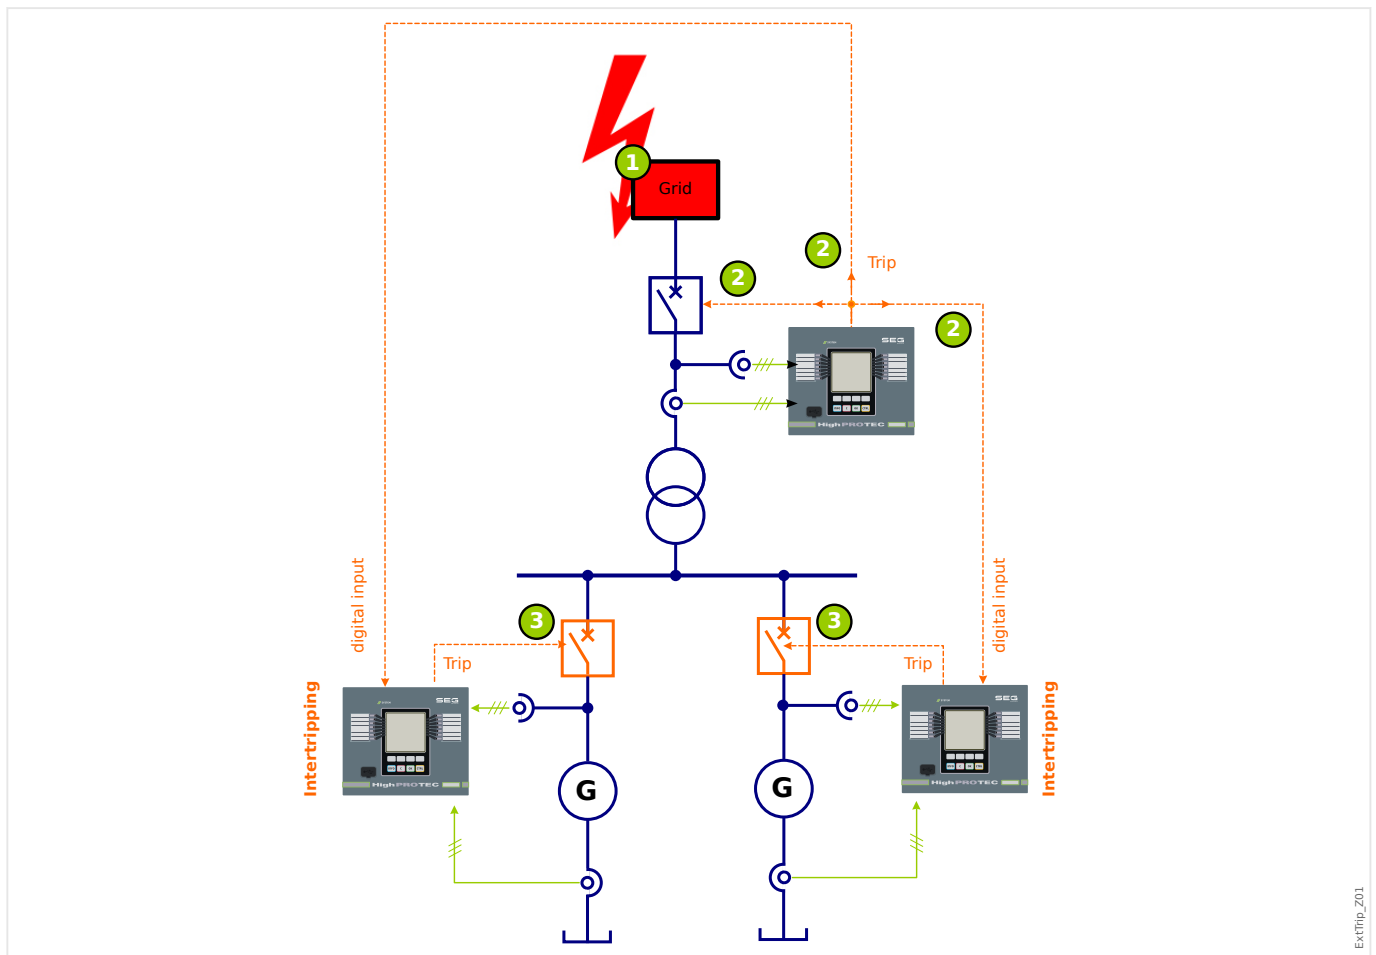 1
Grid
2
2
Trip
2
SEG
HighPROTEC
digital input
digital input
3
3
Trip
Trip
Intertripping
SEG
HighPROTEC
SEG
HighPROTEC
Intertripping
G
G
ExtTrip_Z01